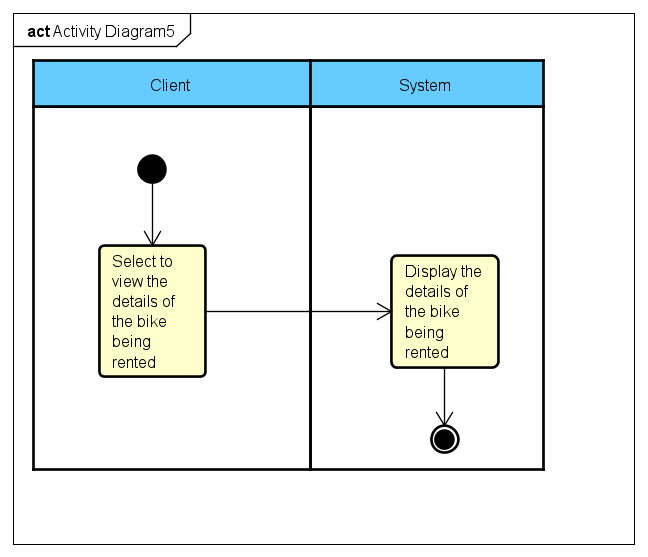 act Activity Diagram5
Client
System
Select to
view the
details of
the bike
being
rented
Display the
details of
the bike
being
rented